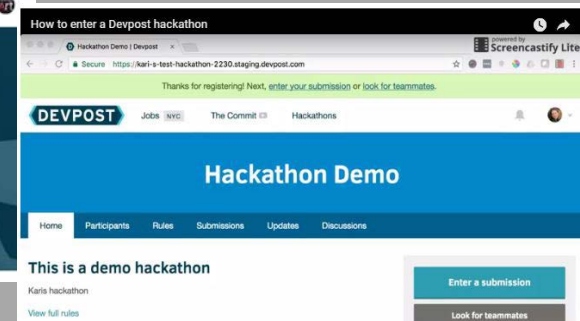 How to enter a Devpost hackathon
powered by
Screencastify Lite
Hackathon Demo | Devpost
Secure https://kari-s-test-hackathon-2230.staging.devpost.com
Thanks for registering! Next, enter your submission or look for teammates.
DEVPOST Jobs NYC The Commit Hackathons
Hackathon Demo
Home Participants Rules Submissions Updates Discussions
This is a demo hackathon
Karis hackathon
View full rules
Enter a submission
Look for teammates